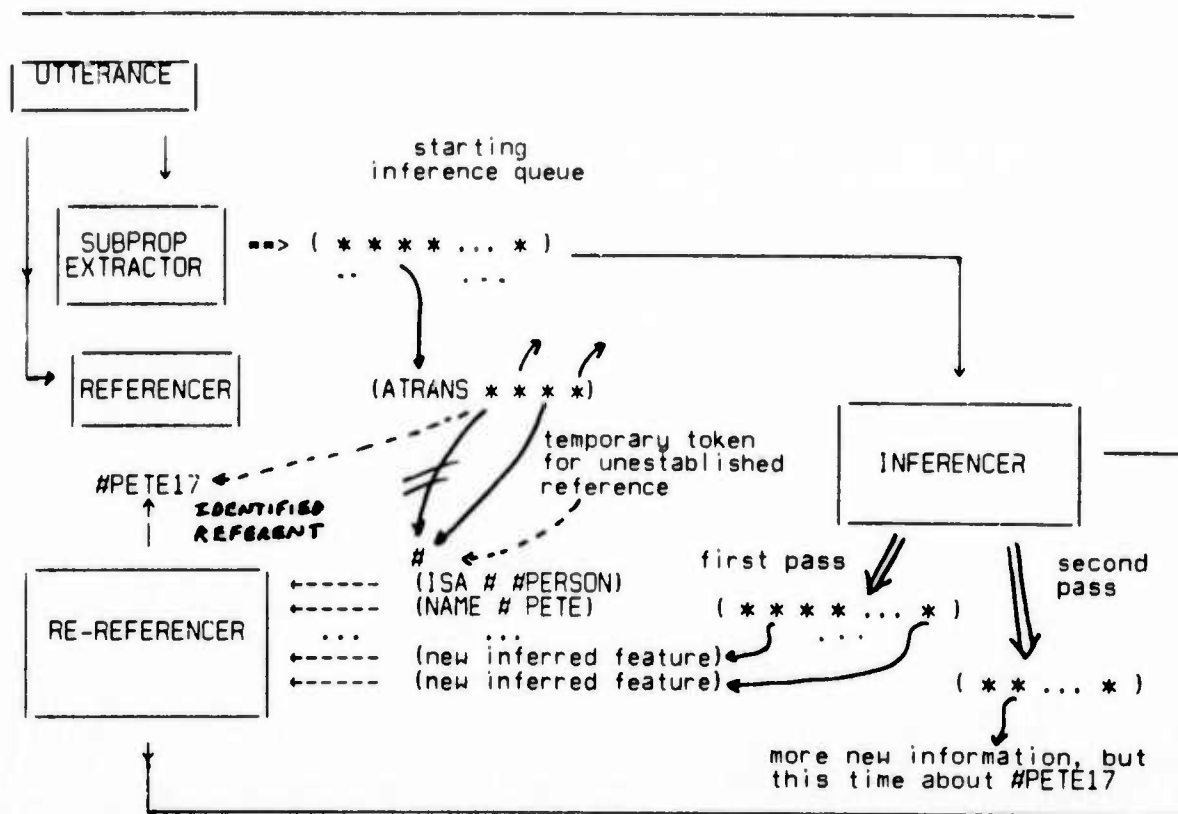 UTTERANCE
starting
inference queue
SUBPROP
EXTRACTOR
==> ( * * * * ... * )
.. ...
REFERENCER
(ATRANS * * * *)
temporary token
for unestablished
reference
INFERENCER
#PETE17
IDENTIFIED
REFERENT
#
first pass
second
pass
(ISA # #PERSON)
(NAME # PETE)
( * * * * ... * )
...
RE-REFERENCER
... ...
(new inferred feature)
(new inferred feature)
( * * ... * )
more new information, but
this time about #PETE17